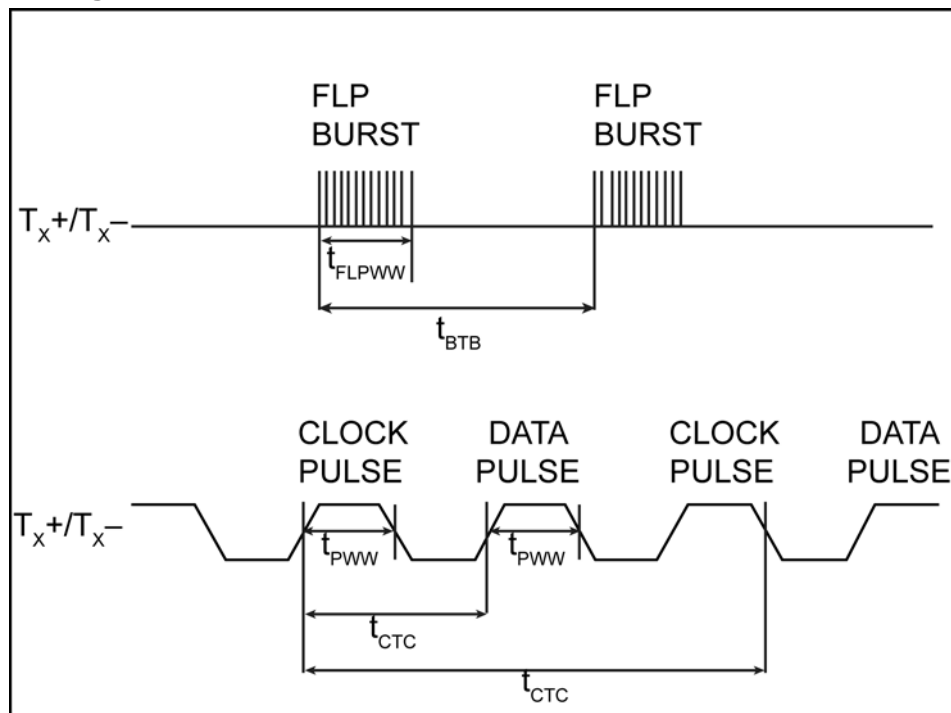 FLP
BURST
FLP
BURST
TX+/TX–
tFLPWW
tBTB
CLOCK
PULSE
DATA
PULSE
CLOCK
PULSE
DATA
PULSE
TX+/TX–
tPWW
tPWW
tCTC
tCTC